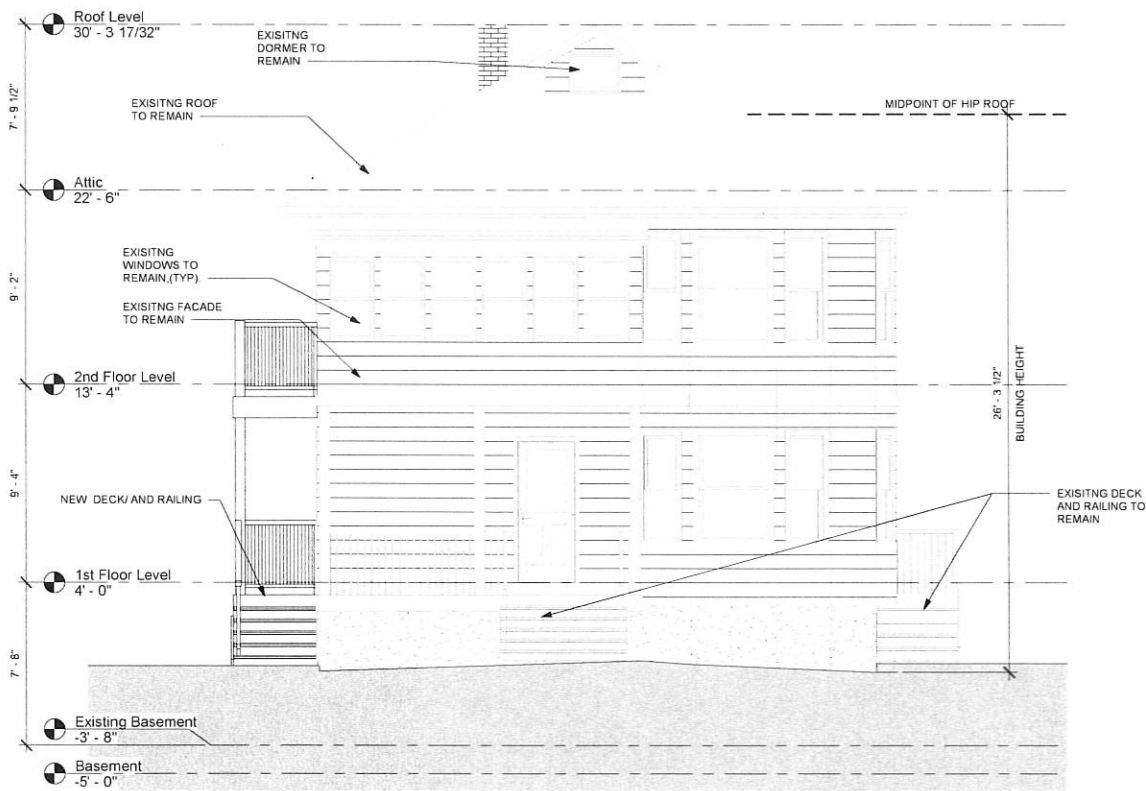 Roof Level
30' - 3 17/32"
EXISITNG
DORMER TO
REMAIN
7' - 9 1/2"
EXISITNG ROOF
TO REMAIN
MIDPOINT OF HIP ROOF
Attic
22' - 6"
EXISITNG
WINDOWS TO
REMAIN,(TYP).
9' - 2"
EXISITNG FACADE
TO REMAIN
2nd Floor Level
13' - 4"
26' - 3 1/2"
BUILDING HEIGHT
9' - 4"
NEW DECK/ AND RAILING
EXISITNG DECK
AND RAILING TO
REMAIN
1st Floor Level
4' - 0"
7' - 8"
Existing Basement
-3' - 8"
Basement
-5' - 0"